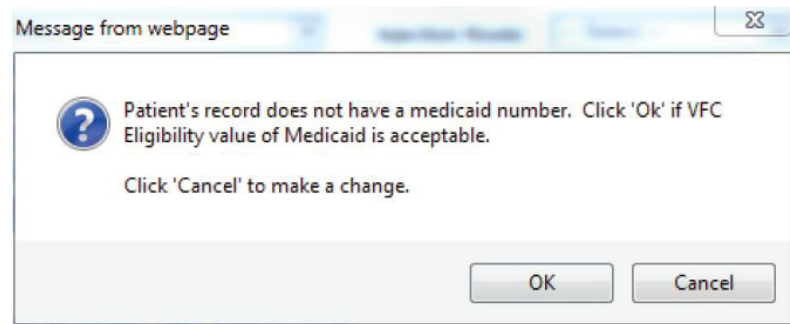 Message from webpage
Patient's record does not have a medicaid number.  Click 'Ok' if VFC
Eligibility value of Medicaid is acceptable.
Click 'Cancel' to make a change.
OK
Cancel